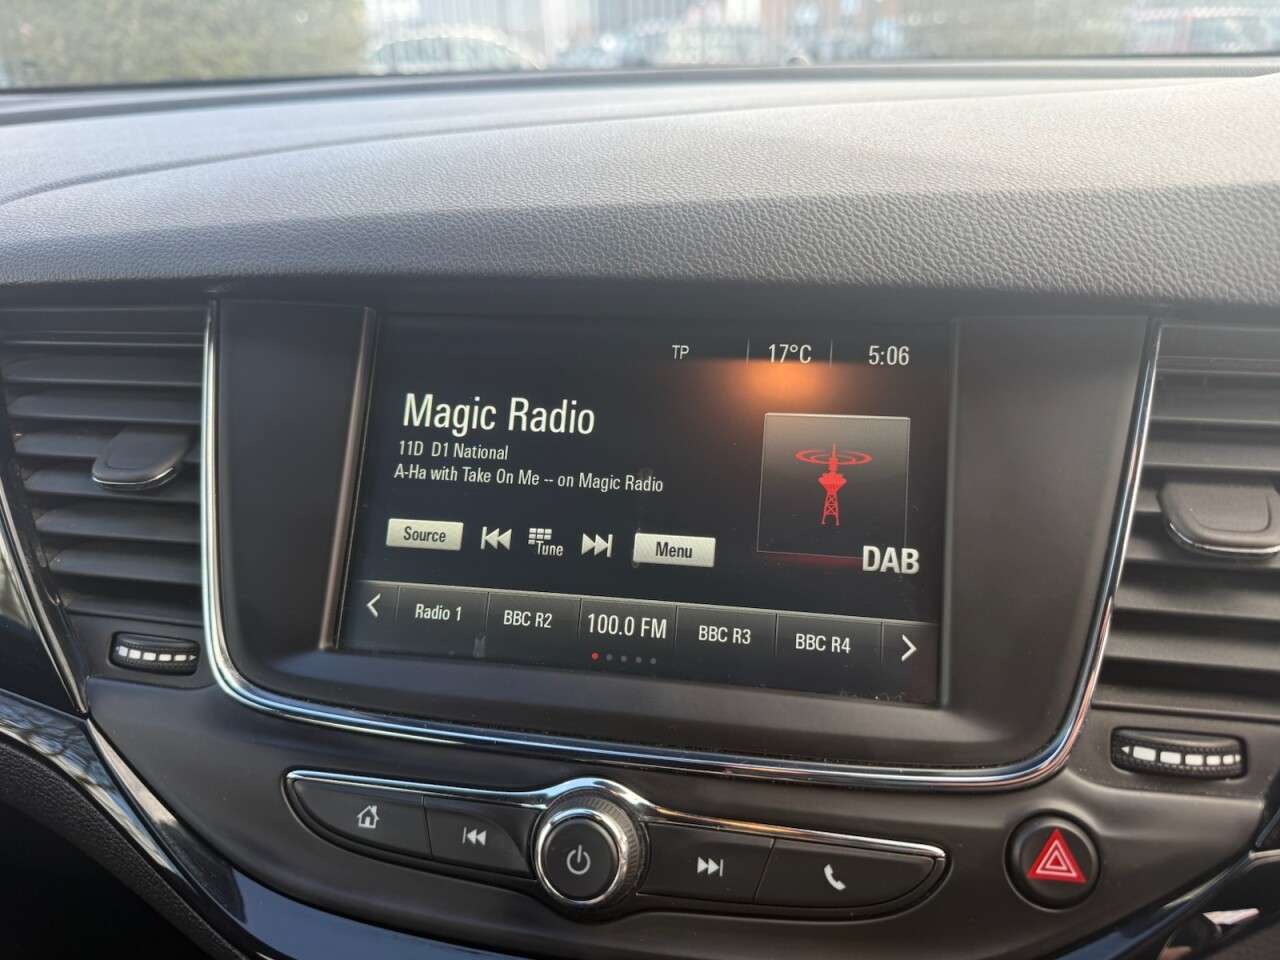 TP 17°C 5:06
Magic Radio
11D D1 National
A-Ha with Take On Me -- on Magic Radio
Source Tune Menu
DAB
Radio 1 BBC R2 100.0 FM BBC R3 BBC R4